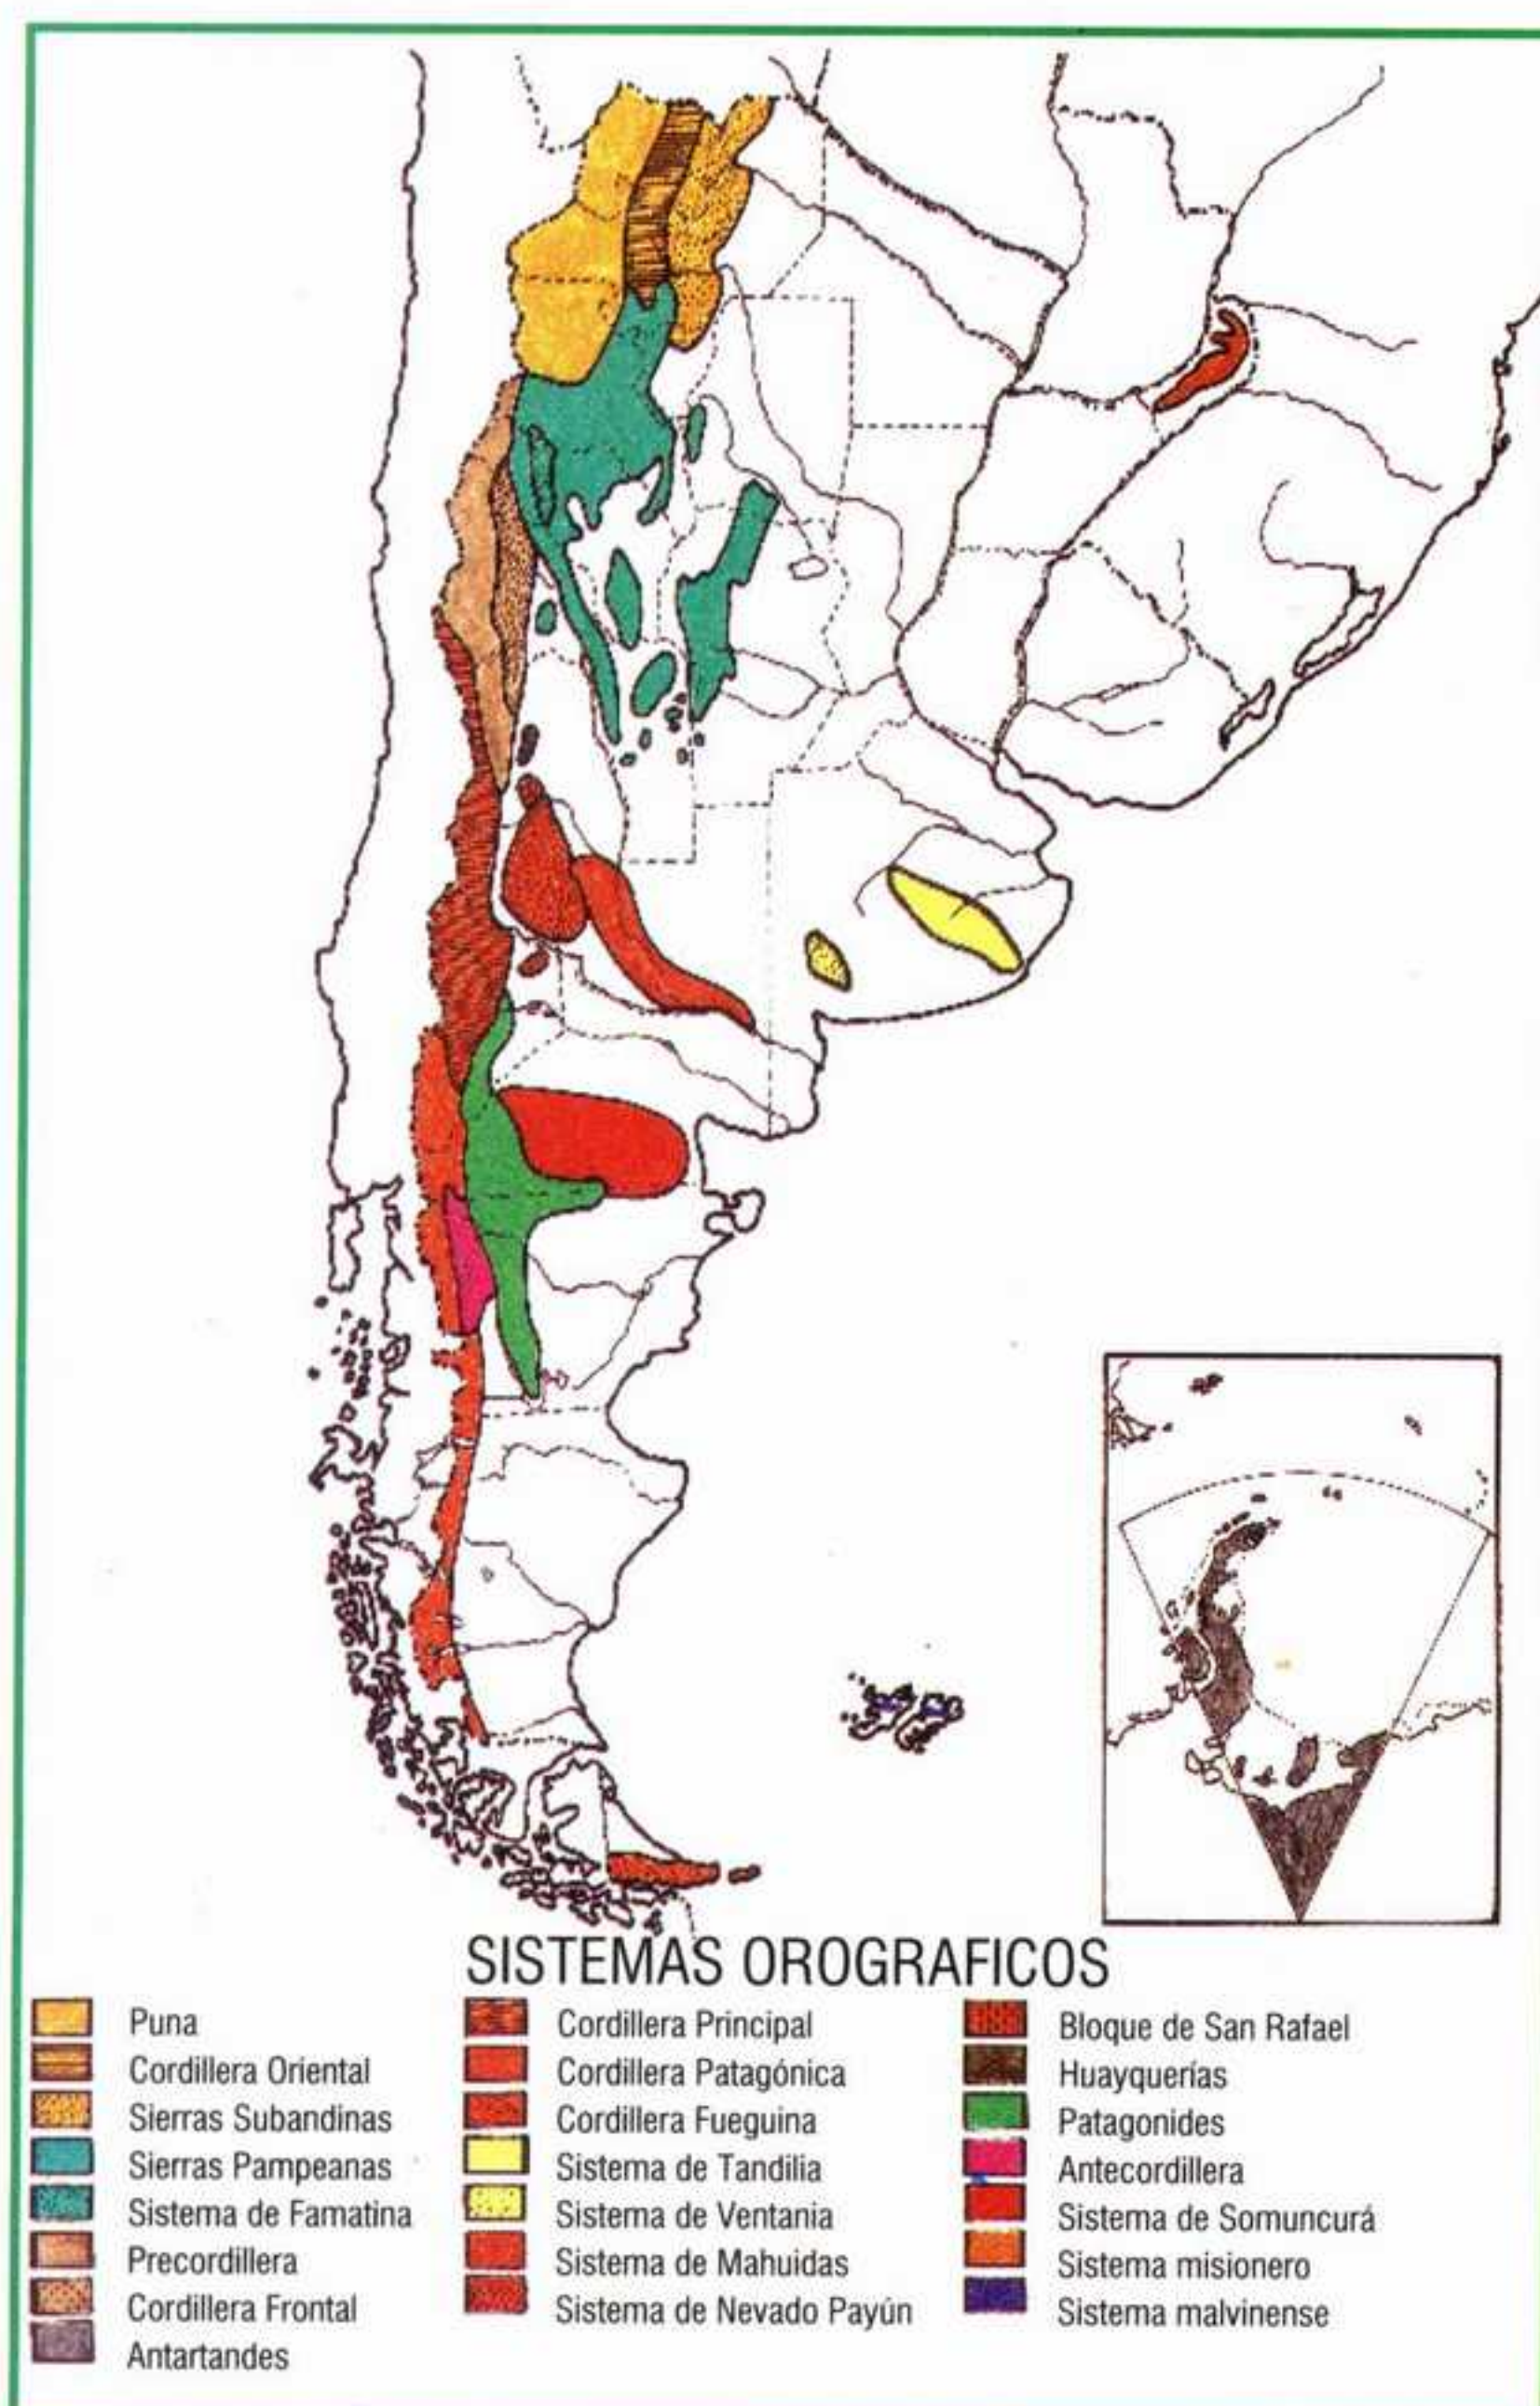 SISTEMAS OROGRAFICOS
Puna
Cordillera Oriental
Sierras Subandinas
Sierras Pampeanas
Sistema de Famatina
Precordillera
Cordillera Frontal
Antartandes
Cordillera Principal
Cordillera Patagónica
Cordillera Fueguina
Sistema de Tandilia
Sistema de Ventania
Sistema de Mahuidas
Sistema de Nevado Payún
Bloque de San Rafael
Huayquerías
Patagonides
Antecordillera
Sistema de Somuncurá
Sistema misionero
Sistema malvinense